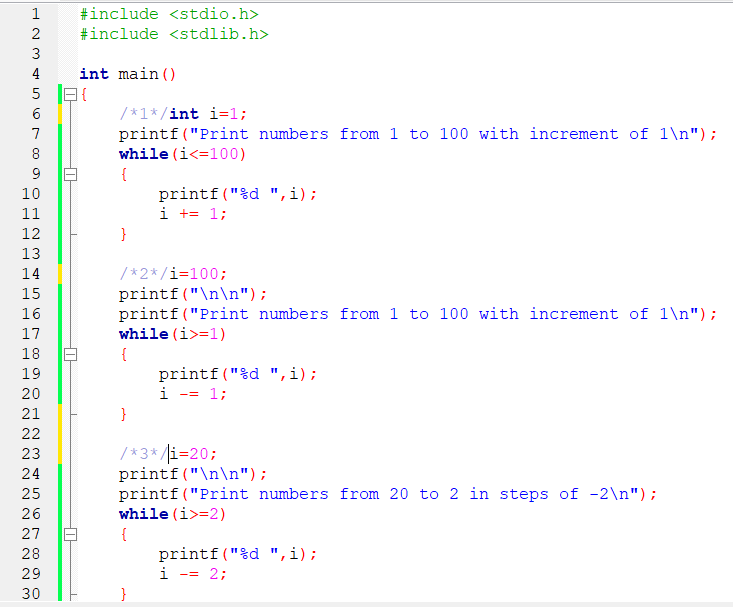 1 #include <stdio.h>
2 #include <stdlib.h>
3
4 int main()
5 {
6 /*1*/int i=1;
7 printf("Print numbers from 1 to 100 with increment of 1\n");
8 while(i<=100)
9 {
10 printf("%d ",i);
11 i += 1;
12 }
13
14 /*2*/i=100;
15 printf("\n\n");
16 printf("Print numbers from 1 to 100 with increment of 1\n");
17 while(i>=1)
18 {
19 printf("%d ",i);
20 i -= 1;
21 }
22
23 /*3*/i=20;
24 printf("\n\n");
25 printf("Print numbers from 20 to 2 in steps of -2\n");
26 while(i>=2)
27 {
28 printf("%d ",i);
29 i -= 2;
30 }